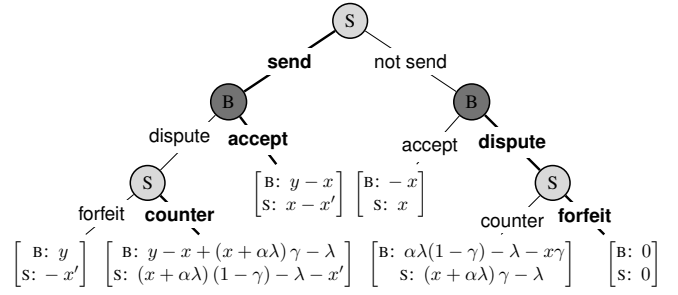 S
send
not send
B
B
dispute
accept
accept
dispute
S
B: y − x
S: x − x′
B: − x
S: x
S
forfeit
counter
counter
forfeit
B: y
S: − x′
B: y − x + (x + αλ) γ − λ
S: (x + αλ) (1 − γ) − λ − x′
B: αλ(1 − γ) − λ − xγ
S: (x + αλ) γ − λ
B: 0
S: 0